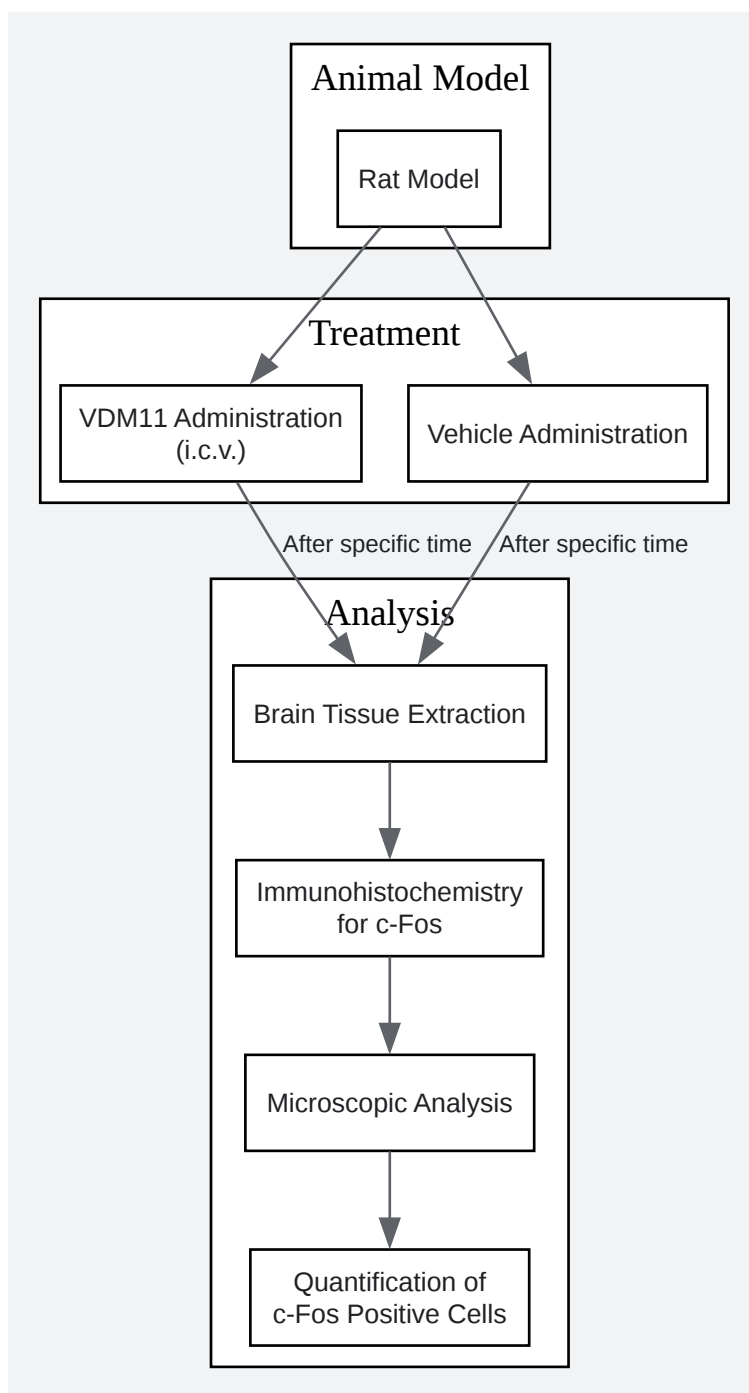 Animal Model
Rat Model
Treatment
VDM11 Administration
(i.c.v.)
Vehicle Administration
After specific time
After specific time
Analysis
Brain Tissue Extraction
Immunohistochemistry
for c-Fos
Microscopic Analysis
Quantification of
c-Fos Positive Cells